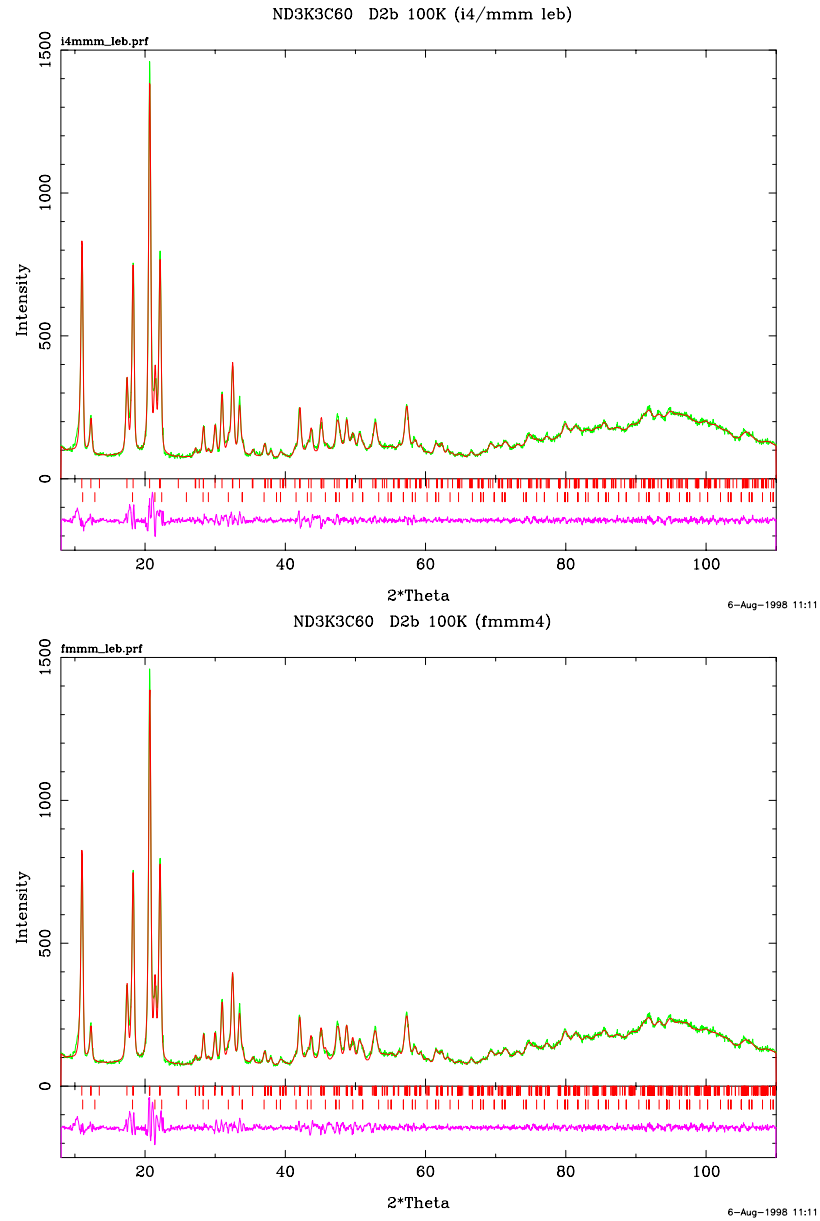 ND3K3C60 D2b 100K (i4/mmm leb)
i4mmm_leb.prf
1500
1000
500
0
Intensity
20 40 60 80 100
2*Theta
6-Aug-1998 11:11
ND3K3C60 D2b 100K (fmmm4)
fmmm_leb.prf
1500
1000
500
0
Intensity
20 40 60 80 100
2*Theta
6-Aug-1998 11:11